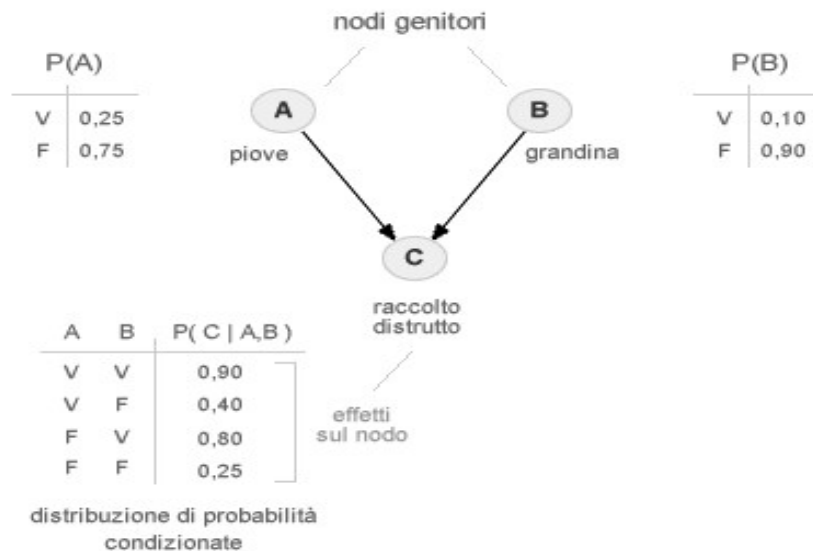 nodi genitori
P(A)
V 0,25
F 0,75
A
piove
B
grandina
P(B)
V 0,10
F 0,90
C
raccolto
distrutto
A B P( C | A,B )
V V 0,90
V F 0,40
F V 0,80
F F 0,25
effetti
sul nodo
distribuzione di probabilità
condizionate